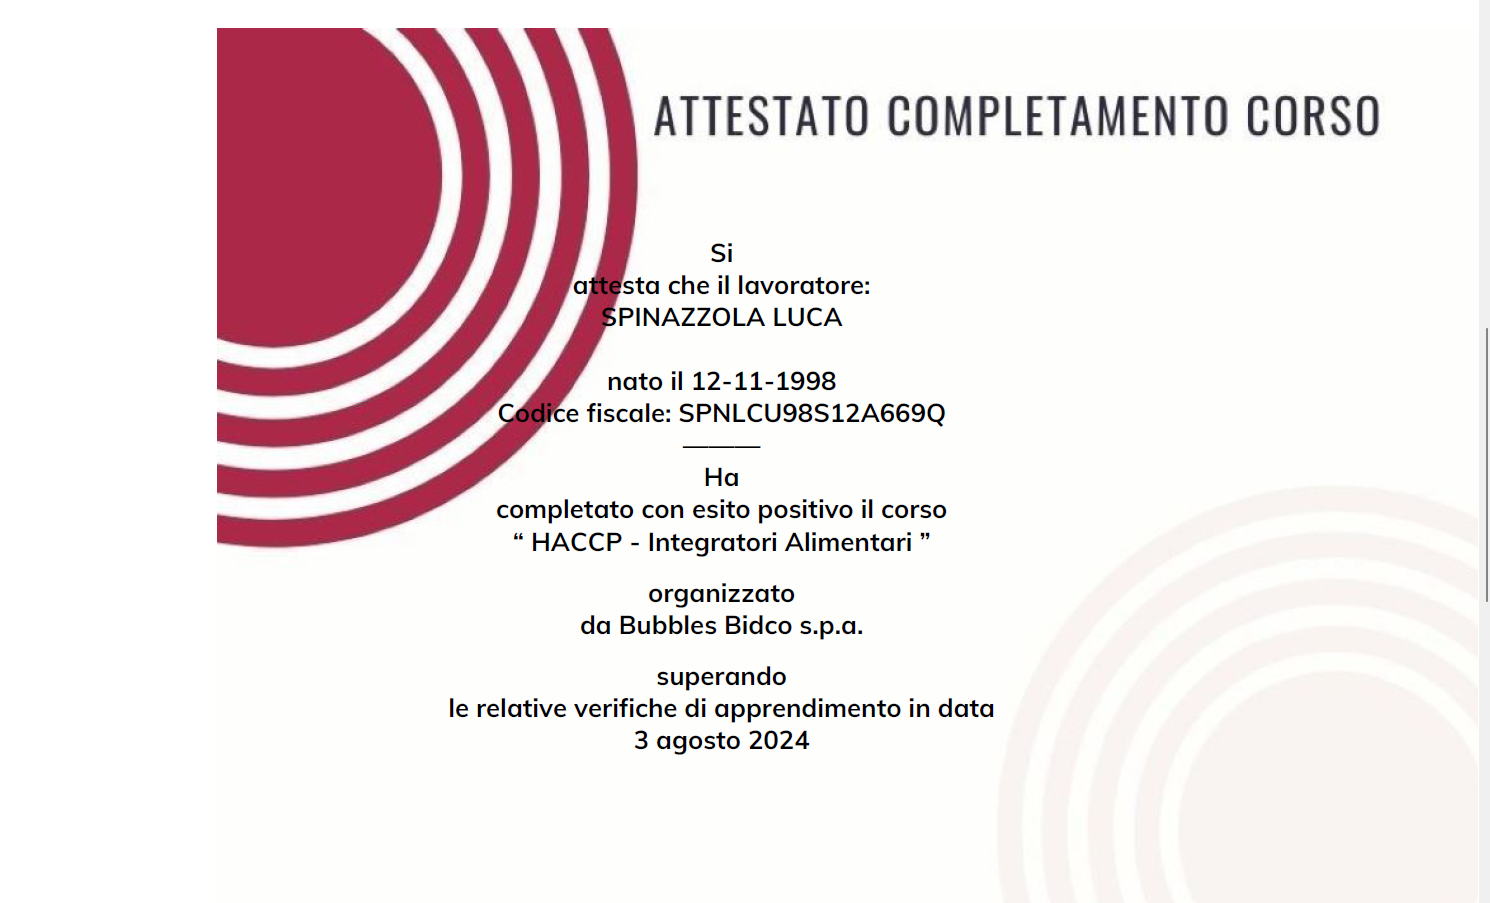 ATTESTATO COMPLETAMENTO CORSO
Si
attesta che il lavoratore:
SPINAZZOLA LUCA
nato il 12-11-1998
Codice fiscale: SPNLCU98S12A669Q
———
Ha
completato con esito positivo il corso
“ HACCP - Integratori Alimentari ”
organizzato
da Bubbles Bidco s.p.a.
superando
le relative verifiche di apprendimento in data
3 agosto 2024